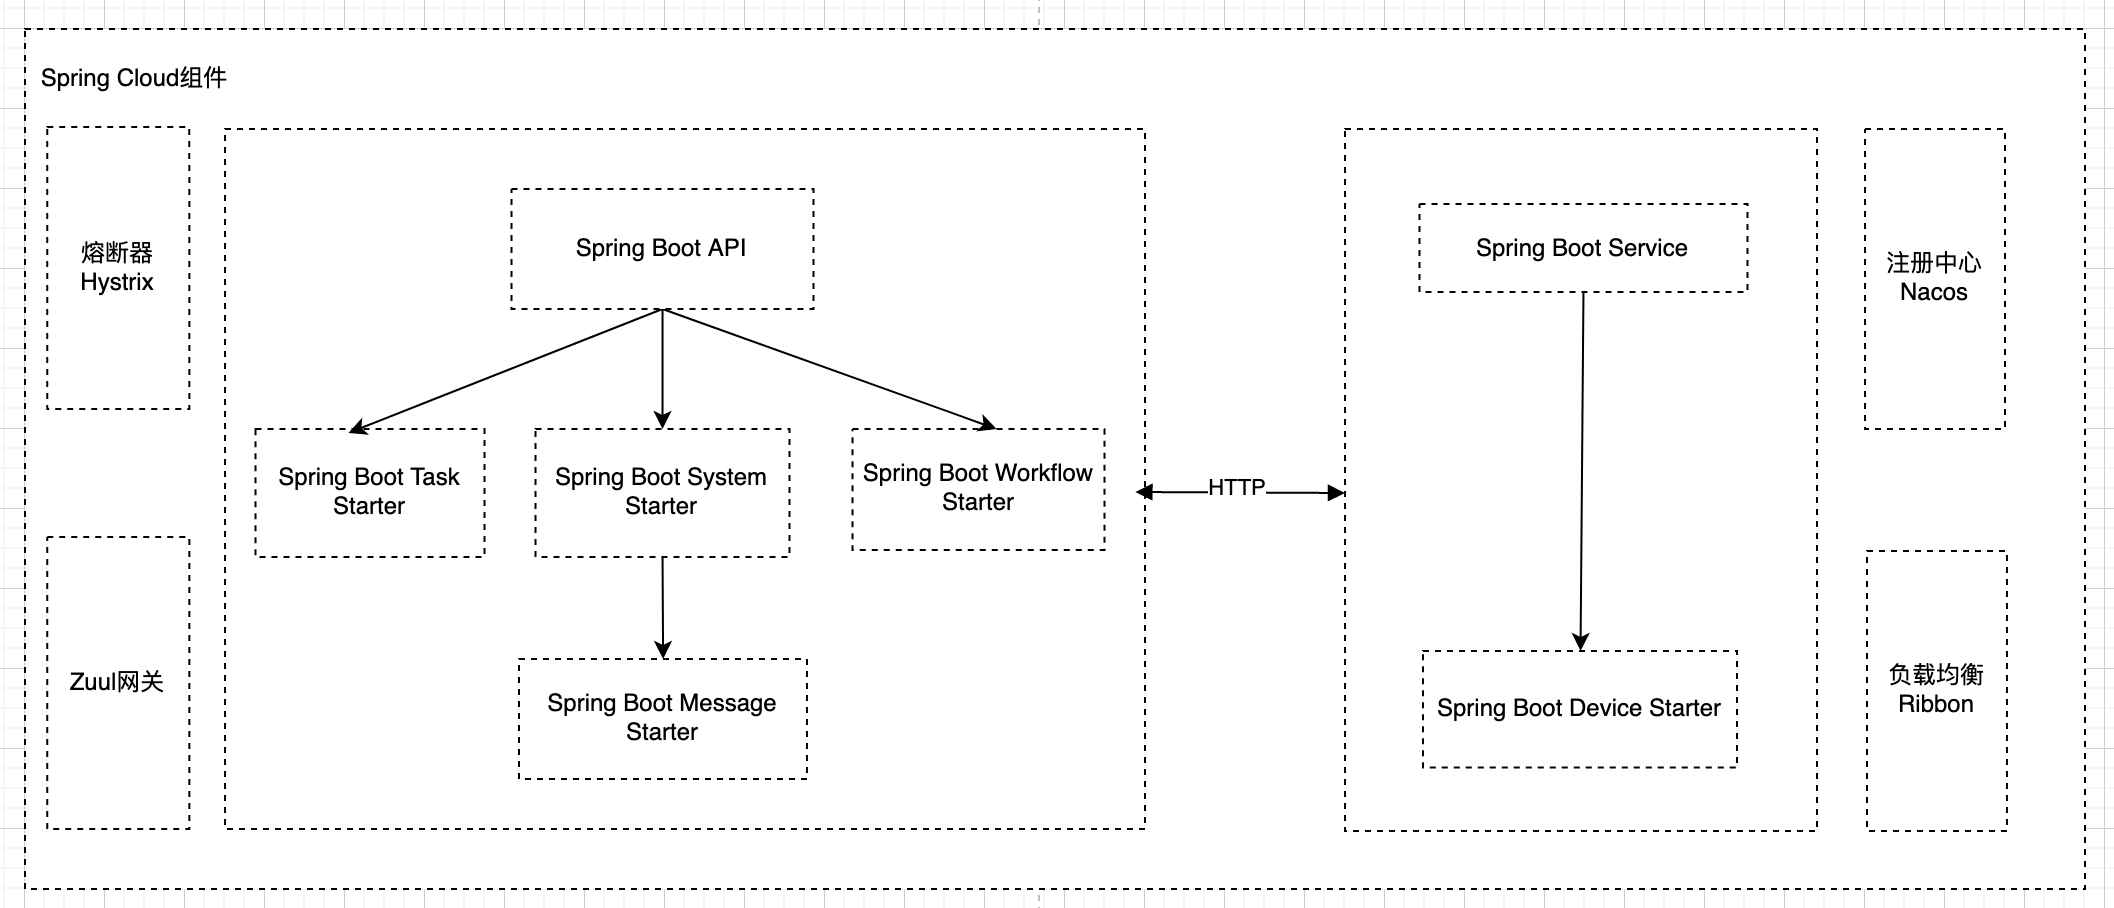 Spring Cloud组件
熔断器
Hystrix
Zuul网关
Spring Boot API
Spring Boot Task
Starter
Spring Boot System
Starter
Spring Boot Workflow
Starter
Spring Boot Message
Starter
HTTP
Spring Boot Service
Spring Boot Device Starter
注册中心
Nacos
负载均衡
Ribbon